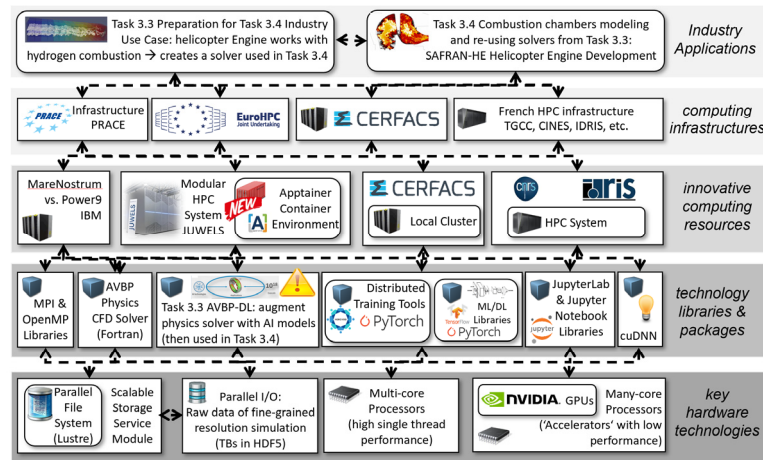 Task 3.3 Preparation for Task 3.4 Industry
Use Case: helicopter Engine works with
hydrogen combustion → creates a solver used in Task 3.4
Task 3.4 Combustion chambers modeling
and re-using solvers from Task 3.3:
SAFRAN-HE Helicopter Engine Development
Industry
Applications
PRACE
Infrastructure
PRACE
EuroHPC
Joint Undertaking
CERFACS
French HPC infrastructure
TGCC, CINES, IDRIS, etc.
computing
infrastructures
MareNostrum
vs. Power9
IBM
JUWELS
Modular
HPC
System
JUWELS
NEW
Apptainer
Container
Environment
CERFACS
Local Cluster
cnrs
idris
HPC System
innovative
computing
resources
MPI &
OpenMP
Libraries
AVBP
Physics
CFD Solver
(Fortran)
Task 3.3 AVBP-DL: augment
physics solver with AI models
(then used in Task 3.4)
Distributed
Training Tools
PyTorch
ML/DL
Libraries
TensorFlow
PyTorch
JupyterLab
& Jupyter
Notebook
Libraries
jupyter
cuDNN
technology
libraries &
packages
Parallel
File
System
(Lustre)
Scalable
Storage
Service
Module
Parallel I/O:
Raw data of fine-grained
resolution simulation
(TBs in HDF5)
Multi-core
Processors
(high single thread
performance)
NVIDIA. GPUs
Many-core
Processors
(‘Accelerators‘ with low
performance)
key
hardware
technologies